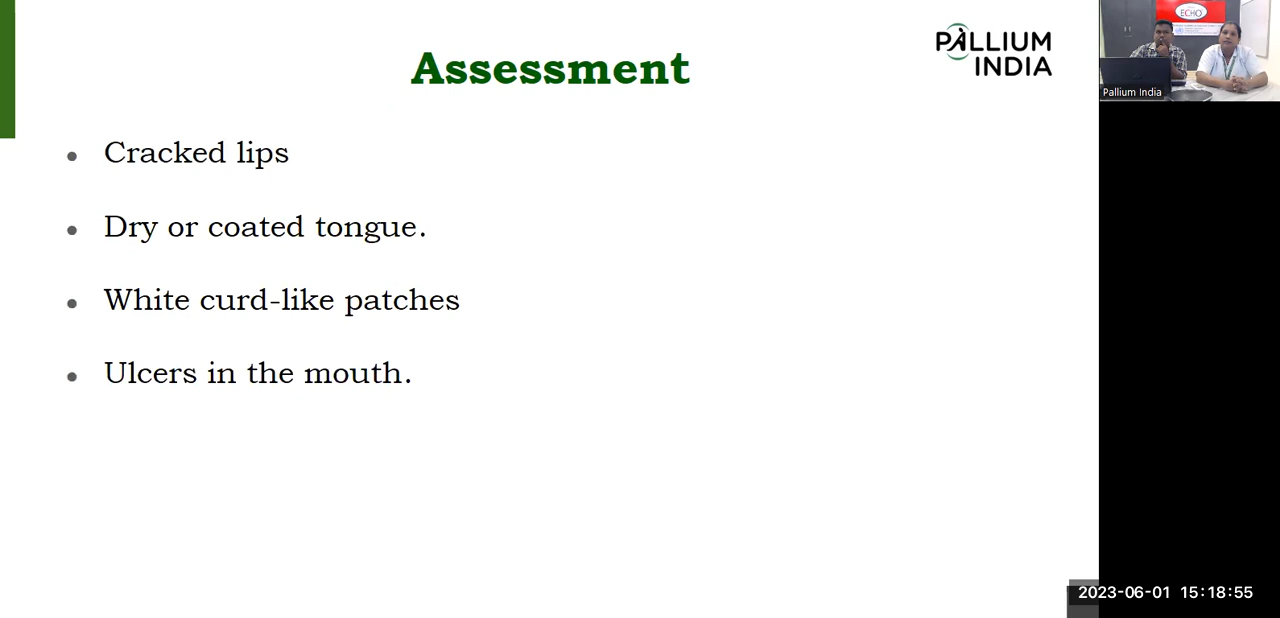 Assessment
PALLIUM
INDIA
• Cracked lips
• Dry or coated tongue.
• White curd-like patches
• Ulcers in the mouth.
ECHO
Pallium India
2023-06-01 15:18:55